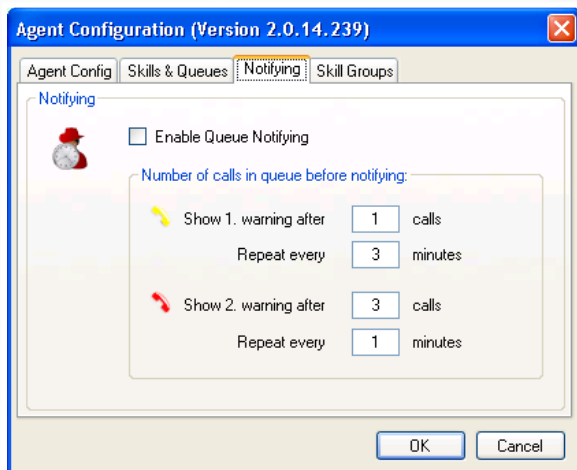 Agent Configuration (Version 2.0.14.239)
Agent Config Skills & Queues Notifying Skill Groups
Notifying
Enable Queue Notifying
Number of calls in queue before notifying:
Show 1. warning after 1 calls
Repeat every 3 minutes
Show 2. warning after 3 calls
Repeat every 1 minutes
OK Cancel